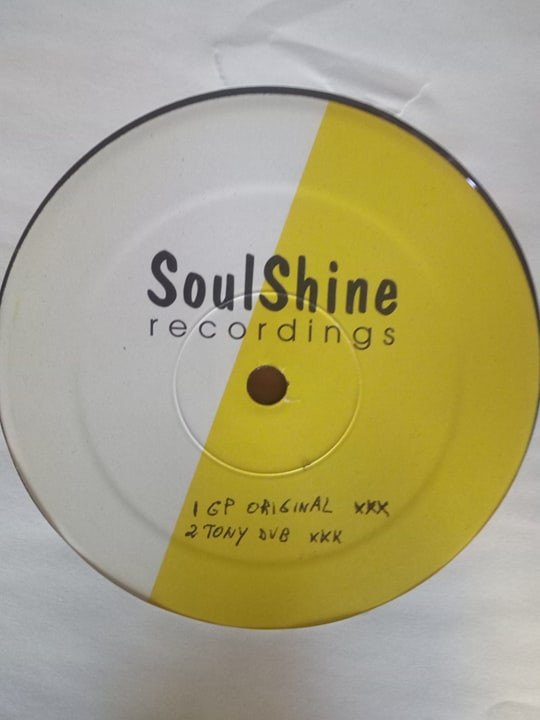 SoulShine
recordings
1 GP ORIGINAL xxx
2 TONY DUB xxx